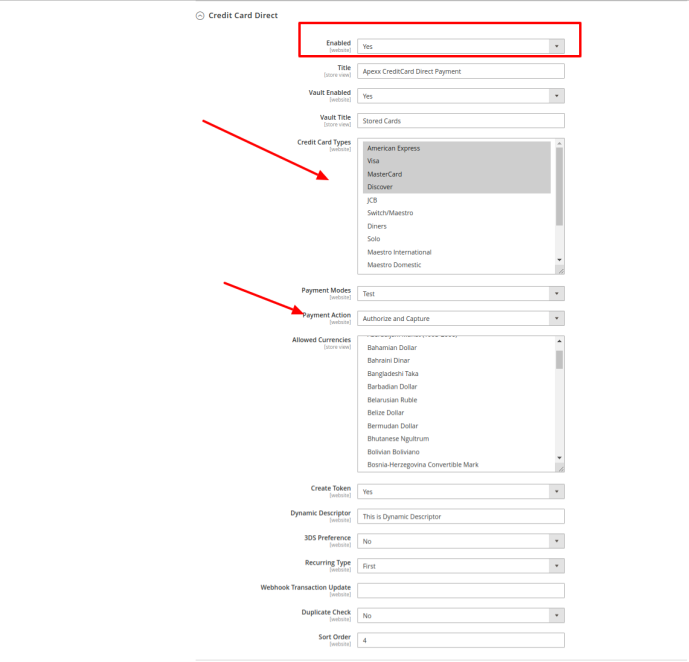 Credit Card Direct
Enabled
[website]
Yes
Title
[store view]
Apexx CreditCard Direct Payment
Vault Enabled
[website]
Yes
Vault Title
[store view]
Stored Cards
Credit Card Types
[website]
American Express
Visa
MasterCard
Discover
JCB
Switch/Maestro
Diners
Solo
Maestro International
Maestro Domestic
Payment Modes
[website]
Test
Payment Action
[website]
Authorize and Capture
Allowed Currencies
[store view]
Bahamian Dollar
Bahraini Dinar
Bangladeshi Taka
Barbadian Dollar
Belarusian Ruble
Belize Dollar
Bermudan Dollar
Bhutanese Ngultrum
Bolivian Boliviano
Bosnia-Herzegovina Convertible Mark
Create Token
[website]
Yes
Dynamic Descriptor
[website]
This is Dynamic Descriptor
3DS Preference
[website]
No
Recurring Type
[website]
First
Webhook Transaction Update
[website]
Duplicate Check
[website]
No
Sort Order
[website]
4